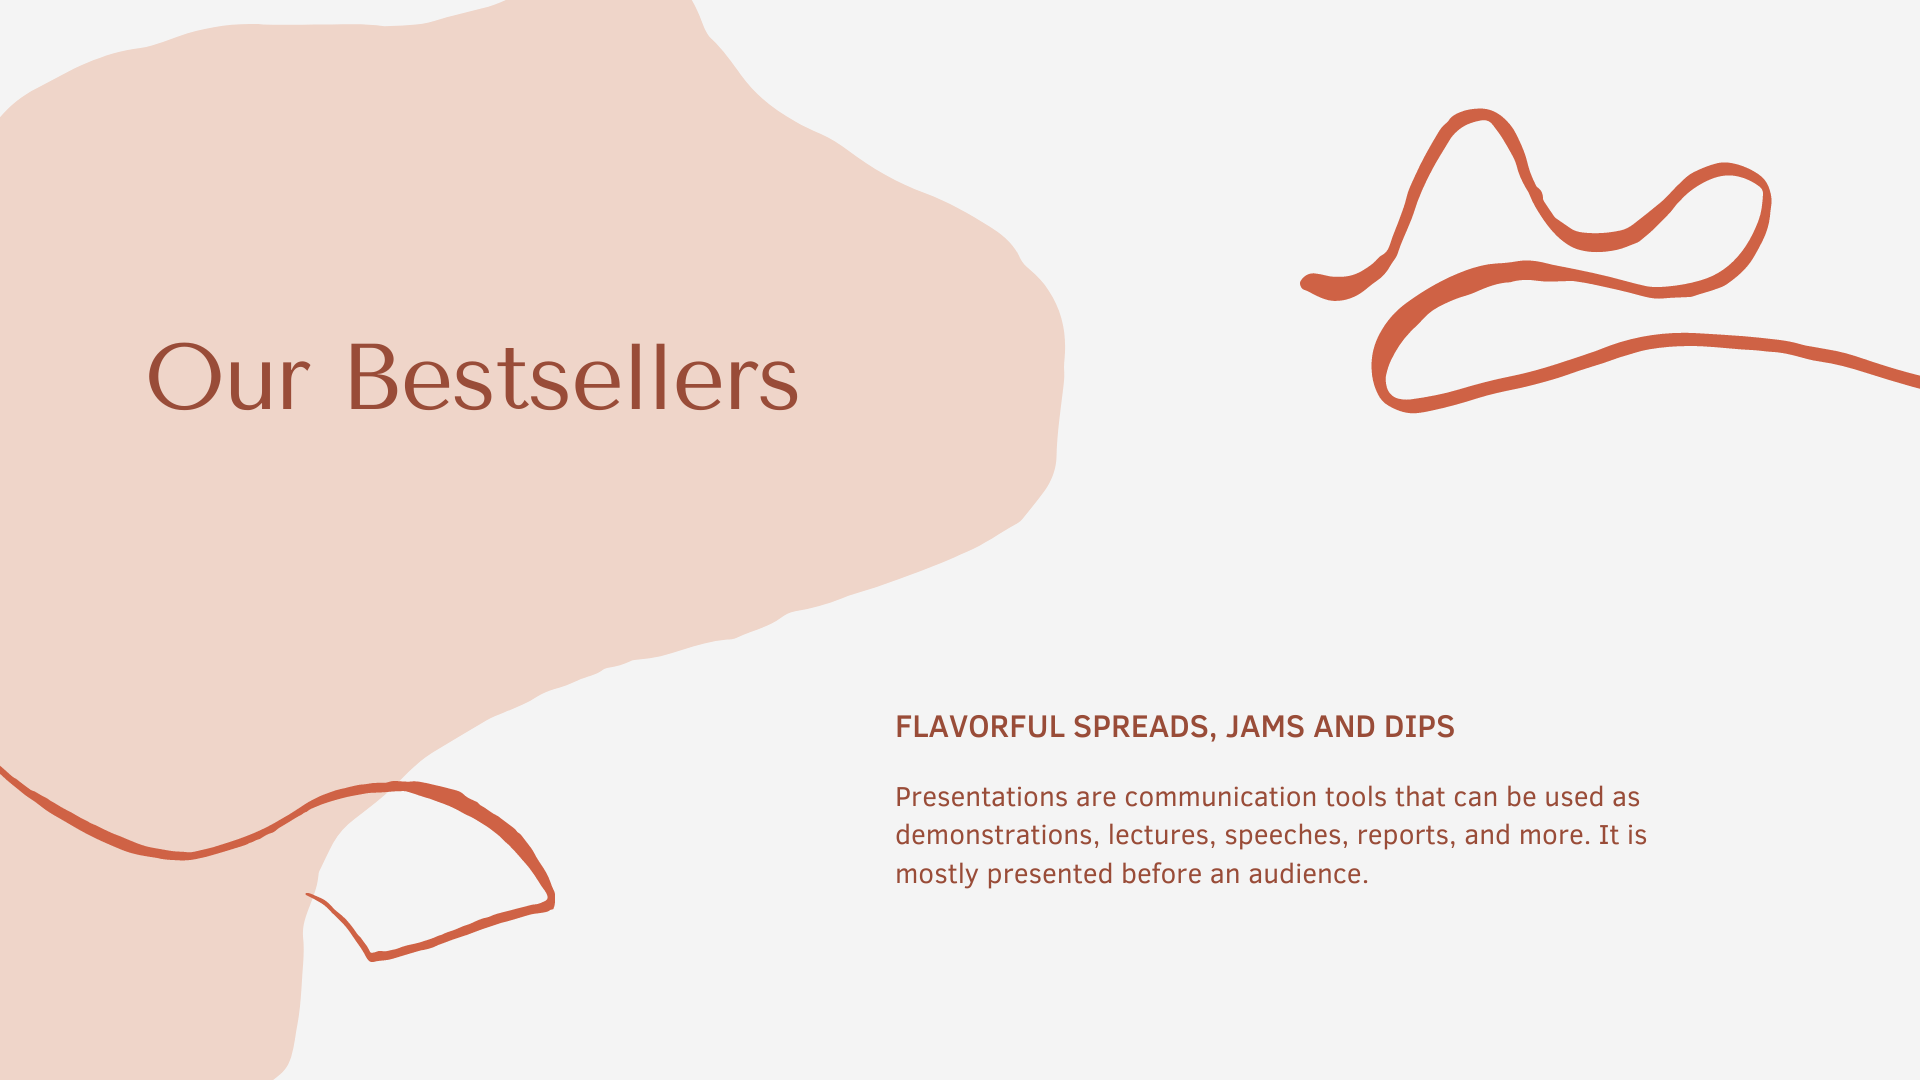 Our Bestsellers
FLAVORFUL SPREADS, JAMS AND DIPS
Presentations are communication tools that can be used as
demonstrations, lectures, speeches, reports, and more. It is
mostly presented before an audience.